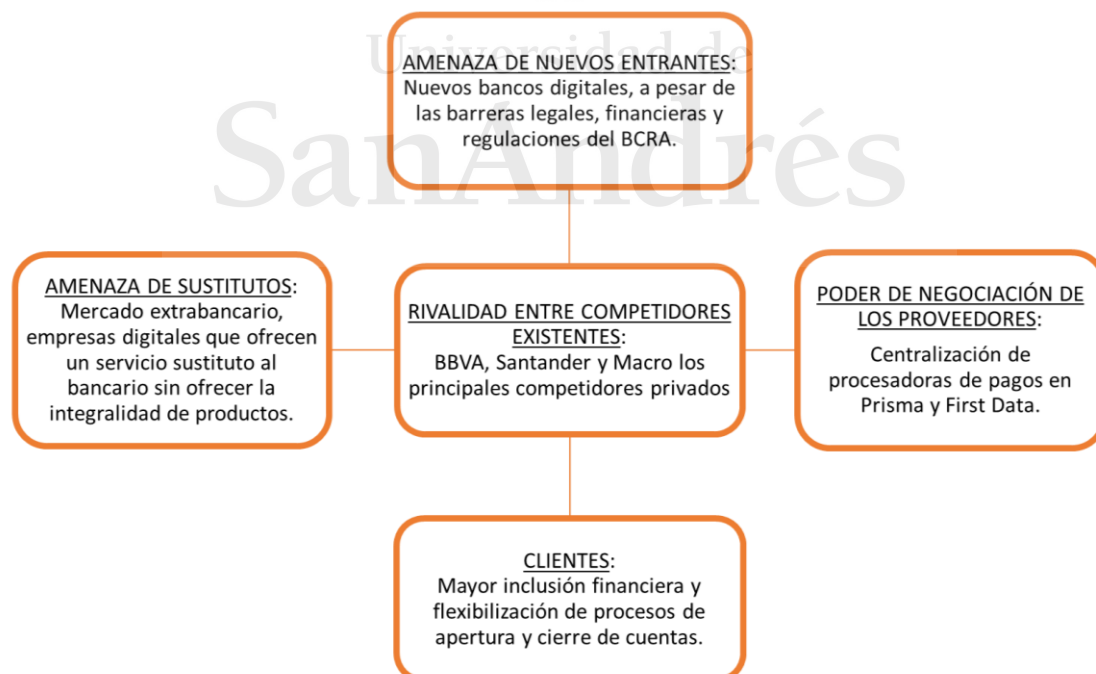 Universidad de
SanAndrés
AMENAZA DE NUEVOS ENTRANTES:
Nuevos bancos digitales, a pesar de
las barreras legales, financieras y
regulaciones del BCRA.
AMENAZA DE SUSTITUTOS:
Mercado extrabancario,
empresas digitales que ofrecen
un servicio sustituto al
bancario sin ofrecer la
integralidad de productos.
RIVALIDAD ENTRE COMPETIDORES
EXISTENTES:
BBVA, Santander y Macro los
principales competidores privados
PODER DE NEGOCIACIÓN DE
LOS PROVEEDORES:
Centralización de
procesadoras de pagos en
Prisma y First Data.
CLIENTES:
Mayor inclusión financiera y
flexibilización de procesos de
apertura y cierre de cuentas.